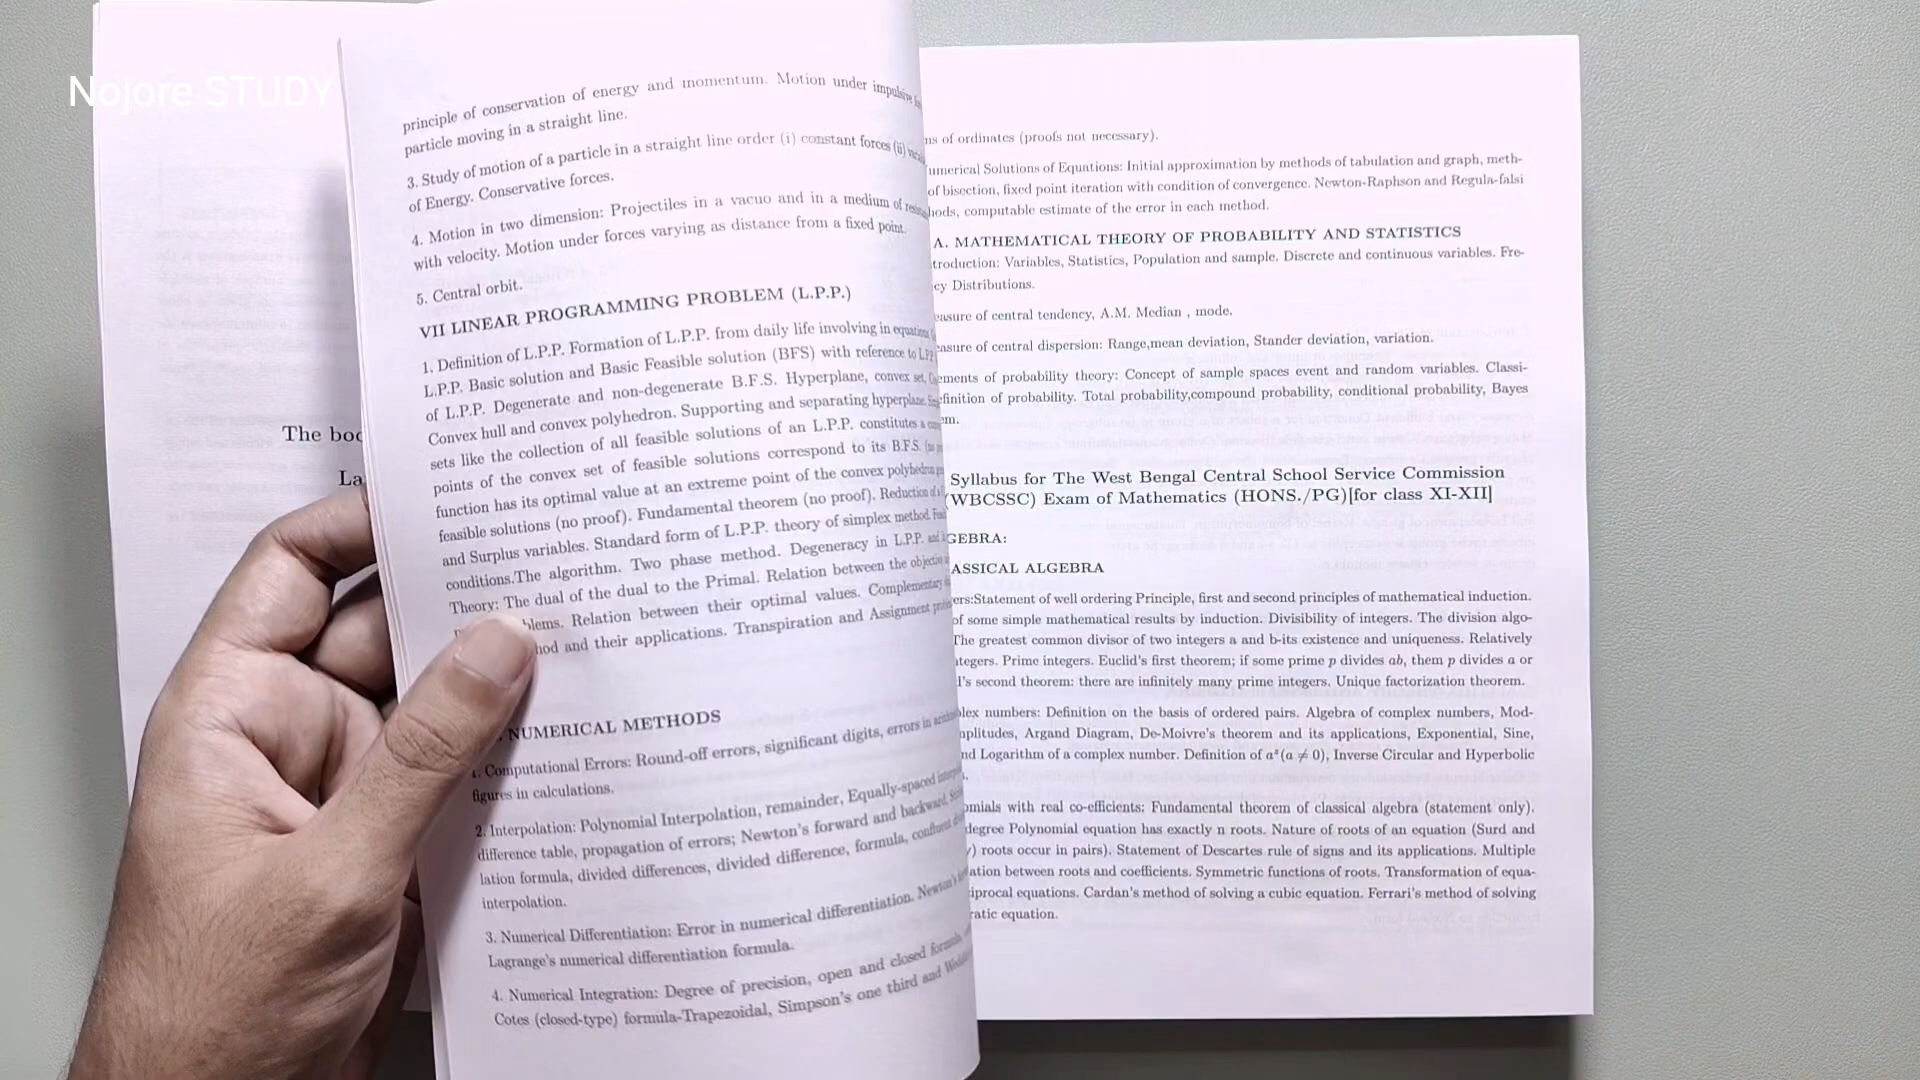 Nojore STUDY
The boo
La
principle of conservation of energy and momentum. Motion under impulsive
particle moving in a straight line.
3. Study of motion of a particle in a straight line order (i) constant forces (ii)
of Energy. Conservative forces.
4. Motion in two dimension: Projectiles in a vacuo and in a medium of
with velocity. Motion under forces varying as distance from a fixed point.
5. Central orbit.
VII LINEAR PROGRAMMING PROBLEM (L.P.P.)
1. Definition of L.P.P. Formation of L.P.P. from daily life involving in
L.P.P. Basic solution and Basic Feasible solution (BFS) with reference to
of L.P.P. Degenerate and non-degenerate B.F.S. Hyperplane, convex set,
Convex hull and convex polyhedron. Supporting and separating hyperplane.
sets like the collection of all feasible solutions of an L.P.P. constitutes a
points of the convex set of feasible solutions correspond to its B.F.S.
function has its optimal value at an extreme point of the convex polyhedron
feasible solutions (no proof). Fundamental theorem (no proof). Reduction of
and Surplus variables. Standard form of L.P.P. theory of simplex method.
conditions.The algorithm. Two phase method. Degeneracy in L.P.P. and
Theory: The dual of the dual to the Primal. Relation between the objective
blems. Relation between their optimal values. Complementary
hod and their applications. Transpiration and Assignment
NUMERICAL METHODS
1. Computational Errors: Round-off errors, significant digits, errors in
figures in calculations.
2. Interpolation: Polynomial Interpolation, remainder, Equally-spaced
difference table, propagation of errors; Newton's forward and backward,
lation formula, divided differences, divided difference, formula, confluent
interpolation.
3. Numerical Differentiation: Error in numerical differentiation. Newton's
Lagrange's numerical differentiation formula.
4. Numerical Integration: Degree of precision, open and closed formula,
Cotes (closed-type) formula-Trapezoidal, Simpson's one third and
ns of ordinates (proofs not necessary).
umerical Solutions of Equations: Initial approximation by methods of tabulation and graph, meth-
of bisection, fixed point iteration with condition of convergence. Newton-Raphson and Regula-falsi
hods, computable estimate of the error in each method.
A. MATHEMATICAL THEORY OF PROBABILITY AND STATISTICS
troduction: Variables, Statistics, Population and sample. Discrete and continuous variables. Fre-
cy Distributions.
easure of central tendency, A.M. Median , mode.
easure of central dispersion: Range,mean deviation, Stander deviation, variation.
ements of probability theory: Concept of sample spaces event and random variables. Classi-
finition of probability. Total probability,compound probability, conditional probability, Bayes
em.
Syllabus for The West Bengal Central School Service Commission
(WBCSSC) Exam of Mathematics (HONS./PG)[for class XI-XII]
GEBRA:
ASSICAL ALGEBRA
ers:Statement of well ordering Principle, first and second principles of mathematical induction.
of some simple mathematical results by induction. Divisibility of integers. The division algo-
The greatest common divisor of two integers a and b-its existence and uniqueness. Relatively
ntegers. Prime integers. Euclid's first theorem; if some prime p divides ab, them p divides a or
d's second theorem: there are infinitely many prime integers. Unique factorization theorem.
lex numbers: Definition on the basis of ordered pairs. Algebra of complex numbers, Mod-
mplitudes, Argand Diagram, De-Moivre's theorem and its applications, Exponential, Sine,
nd Logarithm of a complex number. Definition of aᶻ(a ≠ 0), Inverse Circular and Hyperbolic
s.
omials with real co-efficients: Fundamental theorem of classical algebra (statement only).
degree Polynomial equation has exactly n roots. Nature of roots of an equation (Surd and
y) roots occur in pairs). Statement of Descartes rule of signs and its applications. Multiple
ation between roots and coefficients. Symmetric functions of roots. Transformation of equa-
iprocal equations. Cardan's method of solving a cubic equation. Ferrari's method of solving
ratic equation.